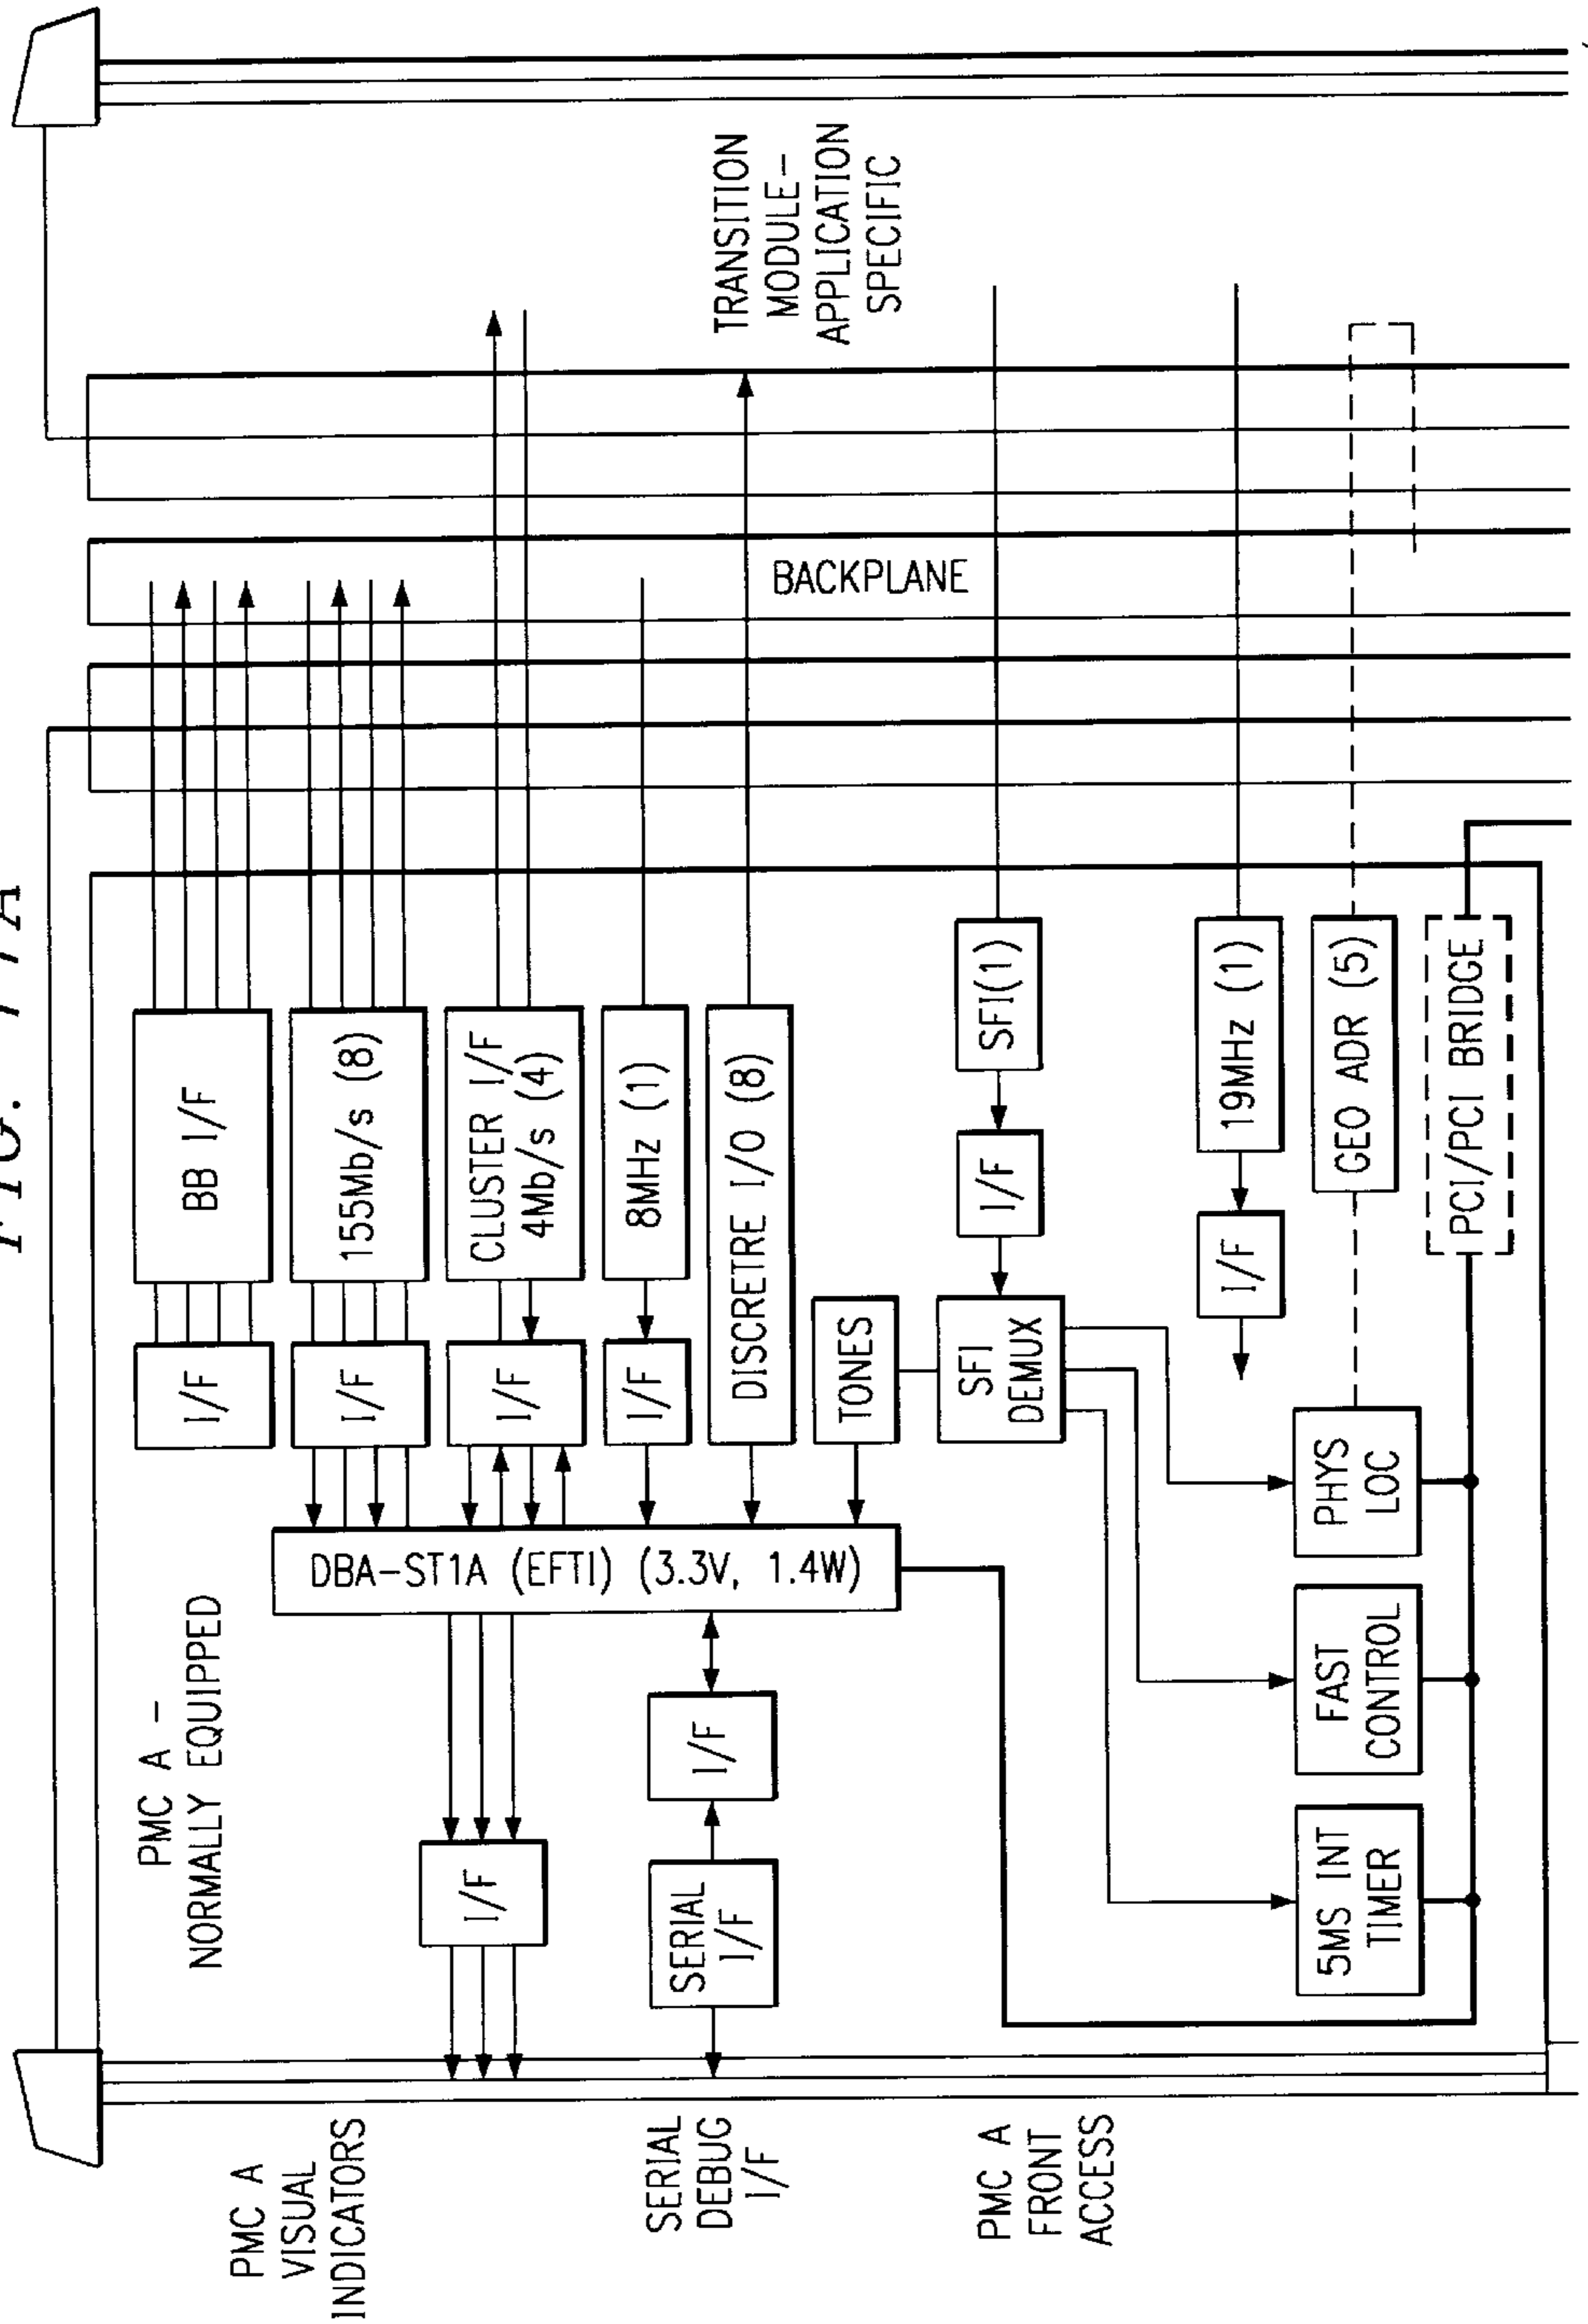 FIG.
PMC A
VISUAL
INDICATORS
SERIAL
DEBUG
I/F
PMC A
FRONT
ACCESS
PMC A -
NORMALLY EQUIPPED
I/F
SERIAL
I/F
I/F
DBA-ST1A (EFTI) (3.3V, 1.4W)
I/F
BB I/F
I/F
155Mb/s (8)
I/F
CLUSTER I/F
4Mb/s (4)
I/F
8MHz (1)
DISCRETRE I/O (8)
TONES
SFI
DEMUX
I/F
SFI(1)
I/F
19MHz (1)
5MS INT
TIMER
FAST
CONTROL
PHYS
LOC
GEO ADR (5)
PCI/PCI BRIDGE
BACKPLANE
TRANSITION
MODULE-
APPLICATION
SPECIFIC